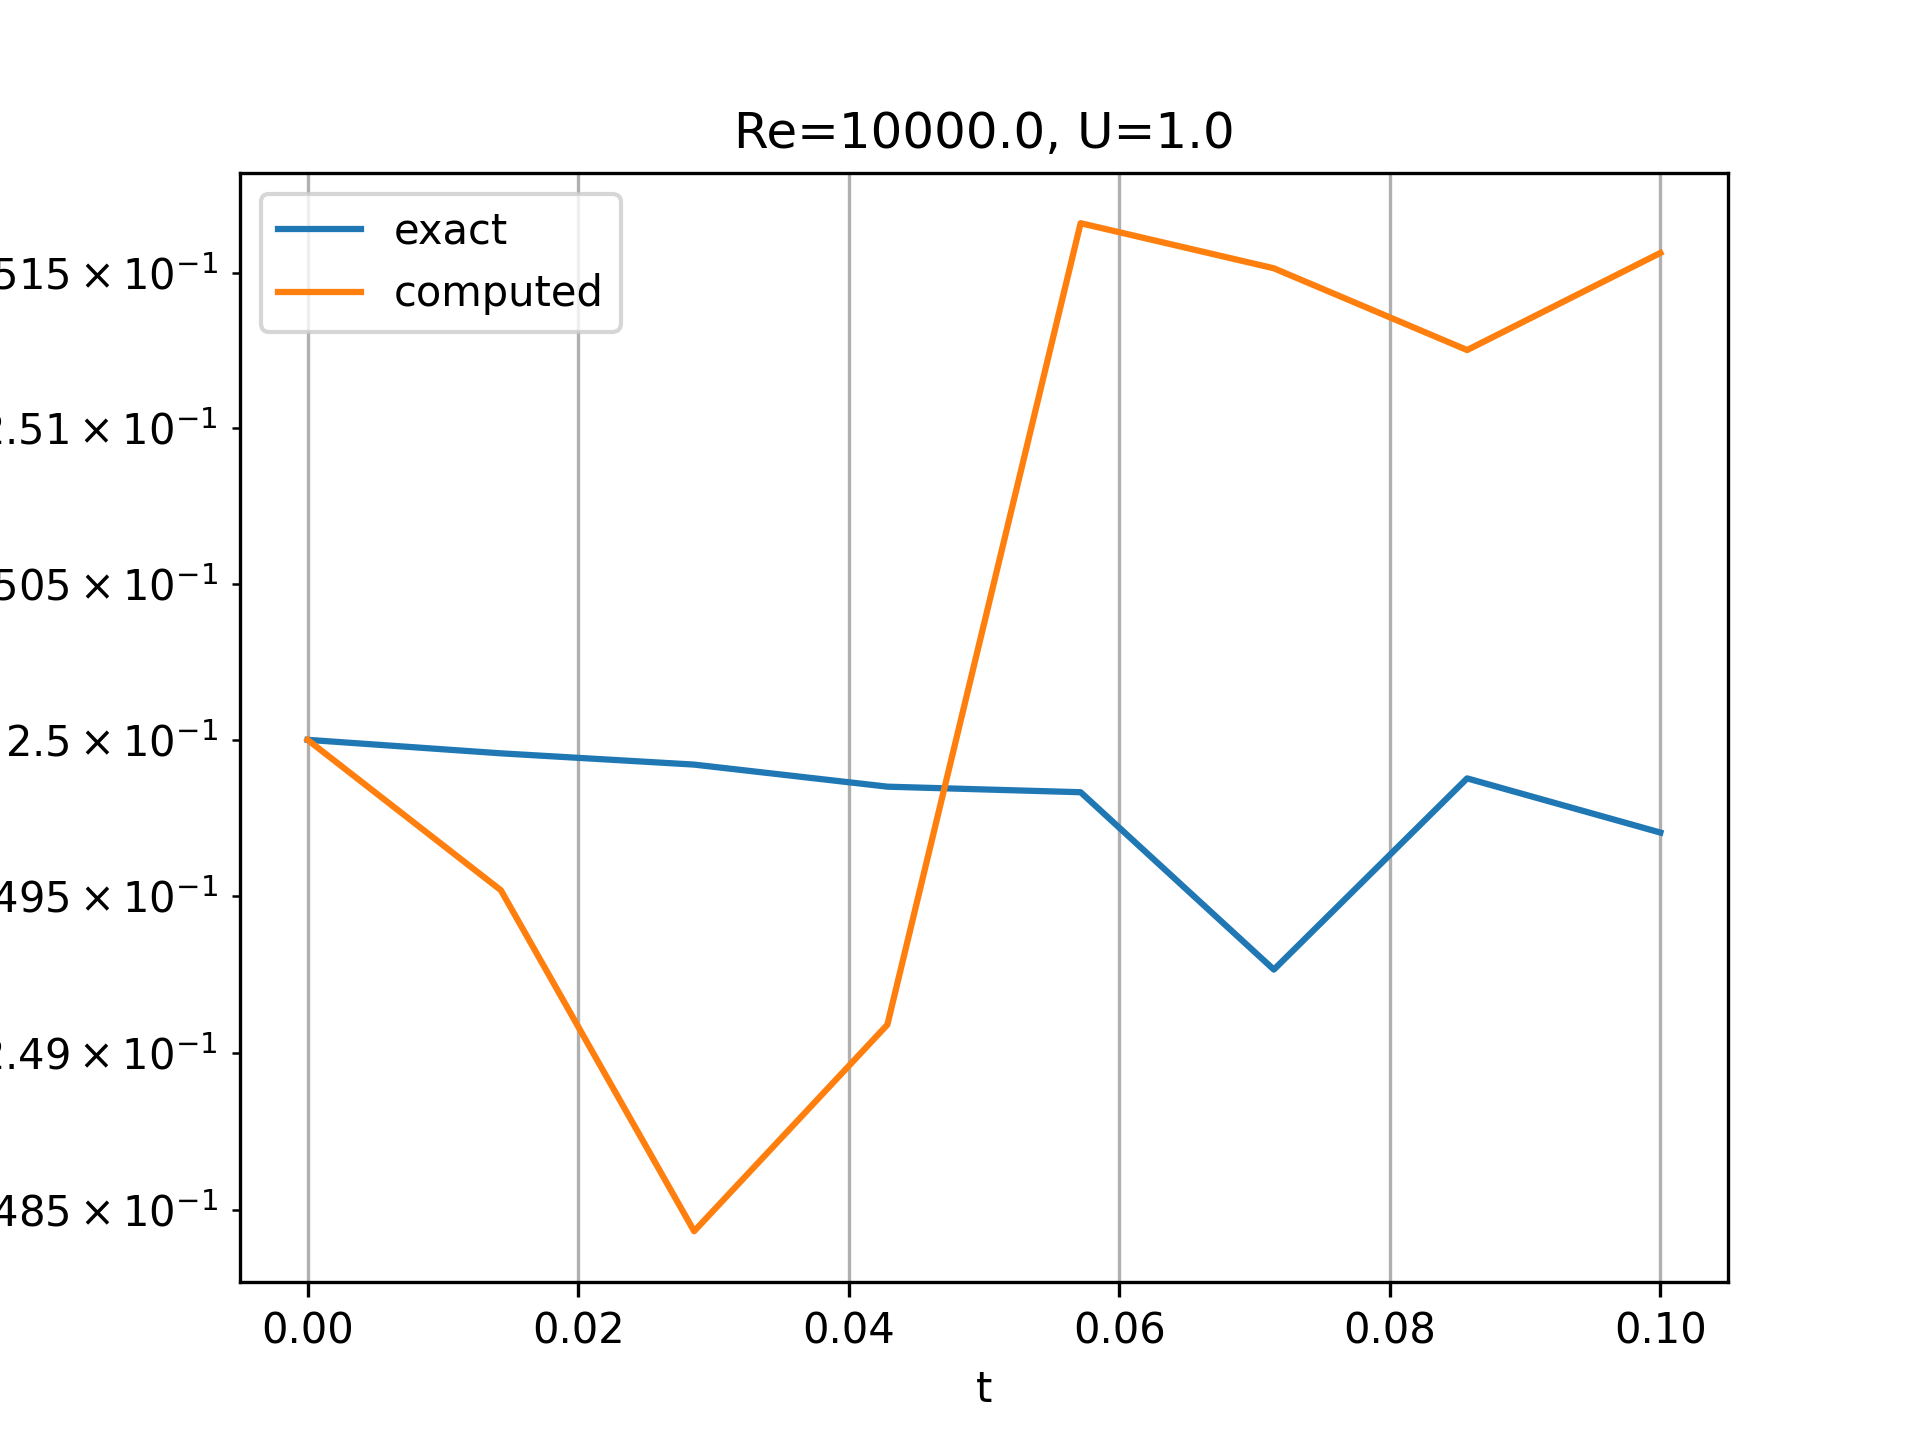 Re=10000.0, U=1.0
exact
computed
515 × 10⁻¹
.51 × 10⁻¹
505 × 10⁻¹
2.5 × 10⁻¹
495 × 10⁻¹
.49 × 10⁻¹
485 × 10⁻¹
0.00 0.02 0.04 0.06 0.08 0.10
t